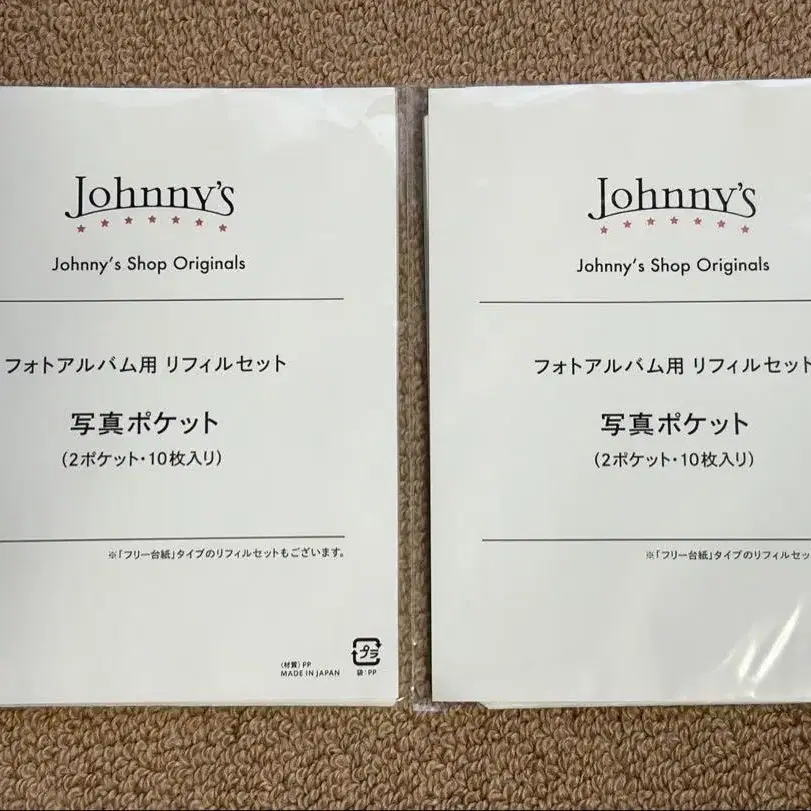 Johnny's
Johnny's Shop Originals
フォトアルバム用 リフィルセット
写真ポケット
(2ポケット・10枚入り)
※「フリー台紙」タイプのリフィルセットもございます。
〈材質〉PP
MADE IN JAPAN
プラ
袋:PP
Johnny's
Johnny's Shop Originals
フォトアルバム用 リフィルセット
写真ポケット
(2ポケット・10枚入り)
※「フリー台紙」タイプのリフィルセッ